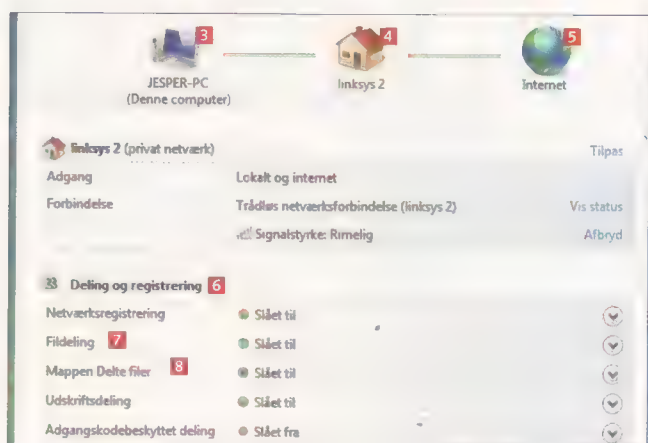 3 4 5
JESPER-PC linksys 2 Internet
(Denne computer)
linksys 2 (privat netværk) Tilpas
Adgang Lokalt og internet
Forbindelse Trådløs netværksforbindelse (linksys 2) Vis status
Signalstyrke: Rimelig Afbryd
Deling og registrering 6
Netværksregistrering Slået til
Fildeling 7 Slået til
Mappen Delte filer 8 Slået til
Udskriftsdeling Slået til
Adgangskodebeskyttet deling Slået fra